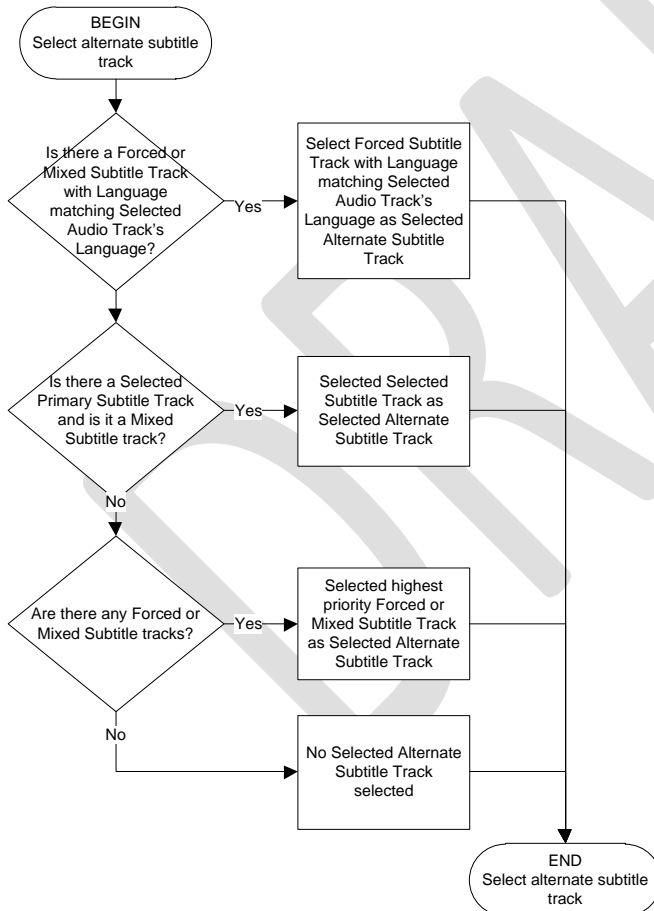 BEGIN
Select alternate subtitle
track
Is there a Forced or
Mixed Subtitle Track
with Language
matching Selected
Audio Track's
Language?
Yes
Select Forced Subtitle
Track with Language
matching Selected
Audio Track's
Language as Selected
Alternate Subtitle
Track
Is there a Selected
Primary Subtitle Track
and is it a Mixed
Subtitle track?
Yes
Selected Selected
Subtitle Track as
Selected Alternate
Subtitle Track
No
Are there any Forced or
Mixed Subtitle tracks?
Yes
Selected highest
priority Forced or
Mixed Subtitle Track
as Selected Alternate
Subtitle Track
No
No Selected Alternate
Subtitle Track
selected
END
Select alternate subtitle
track